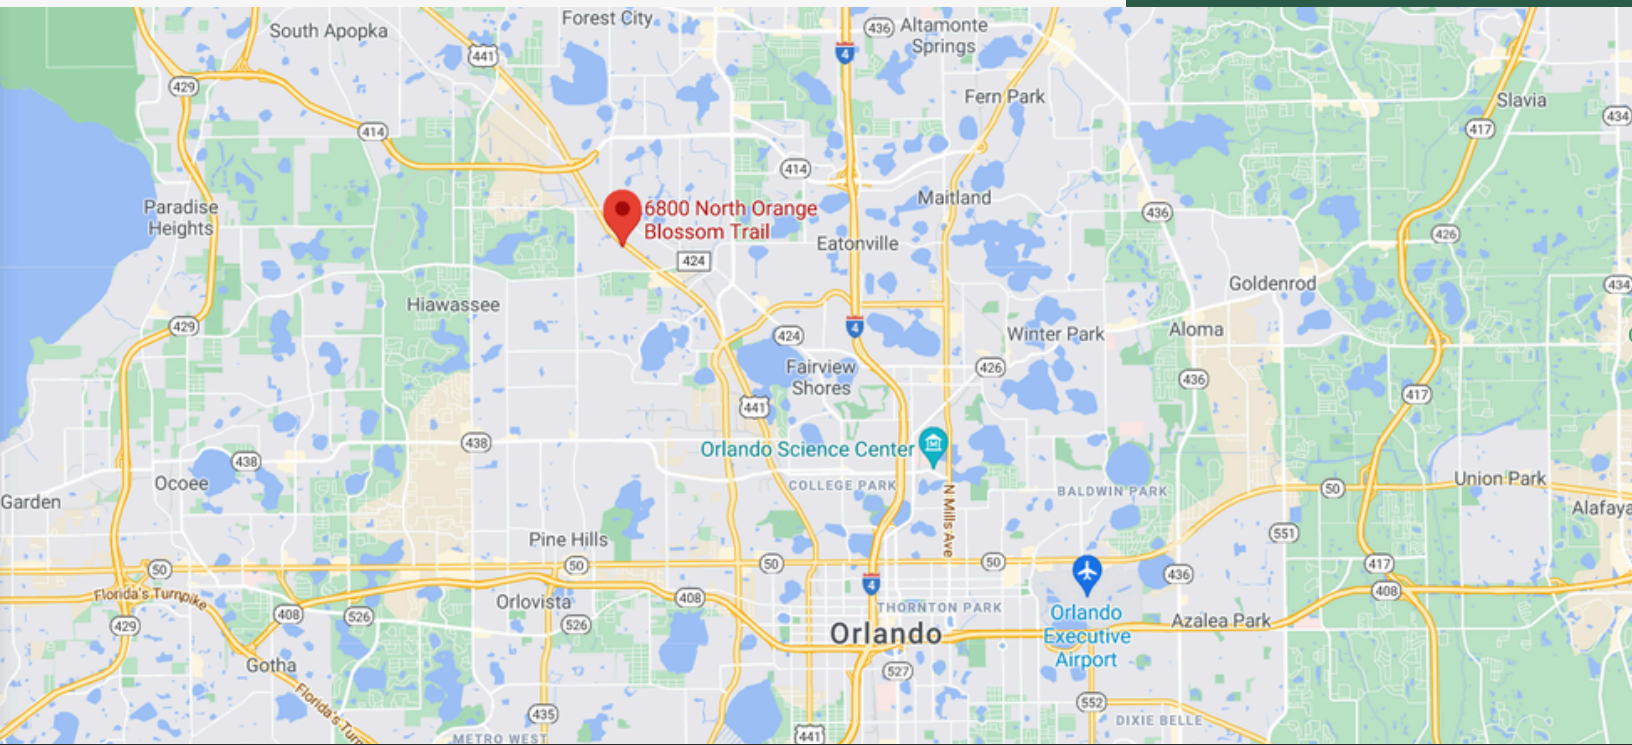 Forest City
South Apopka
436
Altamonte
Springs
441
4
429
Fern Park
Slavia
434
417
414
414
Maitland
Paradise
Heights
6800 North Orange
Blossom Trail
436
426
Eatonville
424
Goldenrod
434
Hiawassee
429
4
424
Winter Park
Aloma
Fairview
Shores
426
436
417
441
438
Orlando Science Center
438
Ocoee
COLLEGE PARK
N Mills Ave
BALDWIN PARK
50
Union Park
Garden
Alafaya
551
Pine Hills
50
50
50
50
417
436
4
408
Florida's Turnpike
408
526
Orlovista
408
526
THORNTON PARK
Orlando
Executive
Airport
Azalea Park
429
Orlando
527
Gotha
Florida's Turn
435
552
DIXIE BELLE
METRO WEST
441